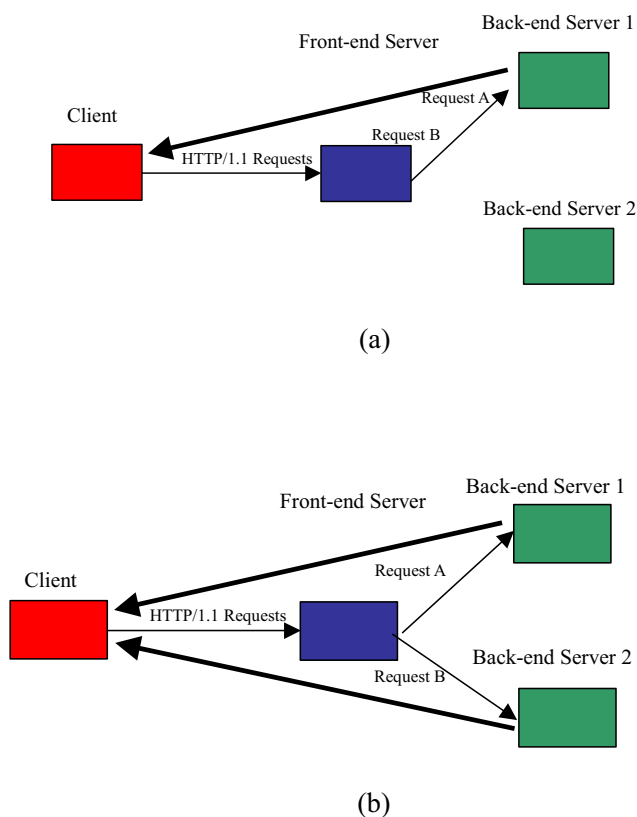 Back-end Server 1
Front-end Server
Request A
Client
Request B
HTTP/1.1 Requests
Back-end Server 2
(a)
Back-end Server 1
Front-end Server
Request A
Client
HTTP/1.1 Requests
Back-end Server 2
Request B
(b)